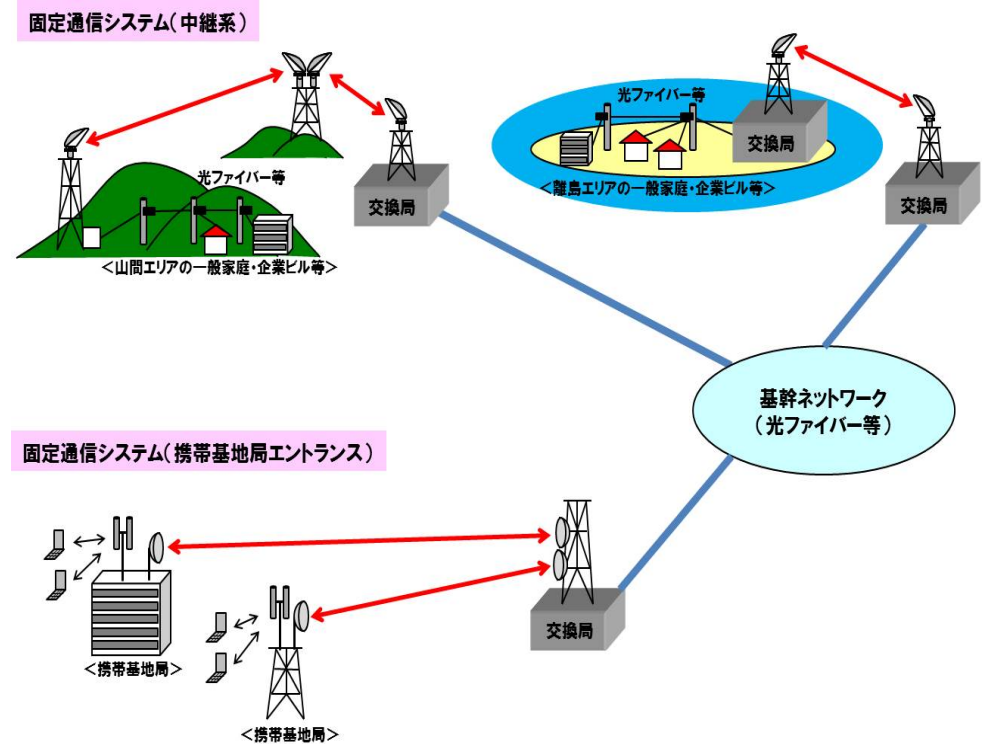 固定通信システム(中継系)
光ファイバー等
交換局
<離島エリアの一般家庭・企業ビル等>
光ファイバー等
交換局
交換局
<山間エリアの一般家庭・企業ビル等>
基幹ネットワーク
(光ファイバー等)
固定通信システム(携帯基地局エントランス)
交換局
<携帯基地局>
<携帯基地局>